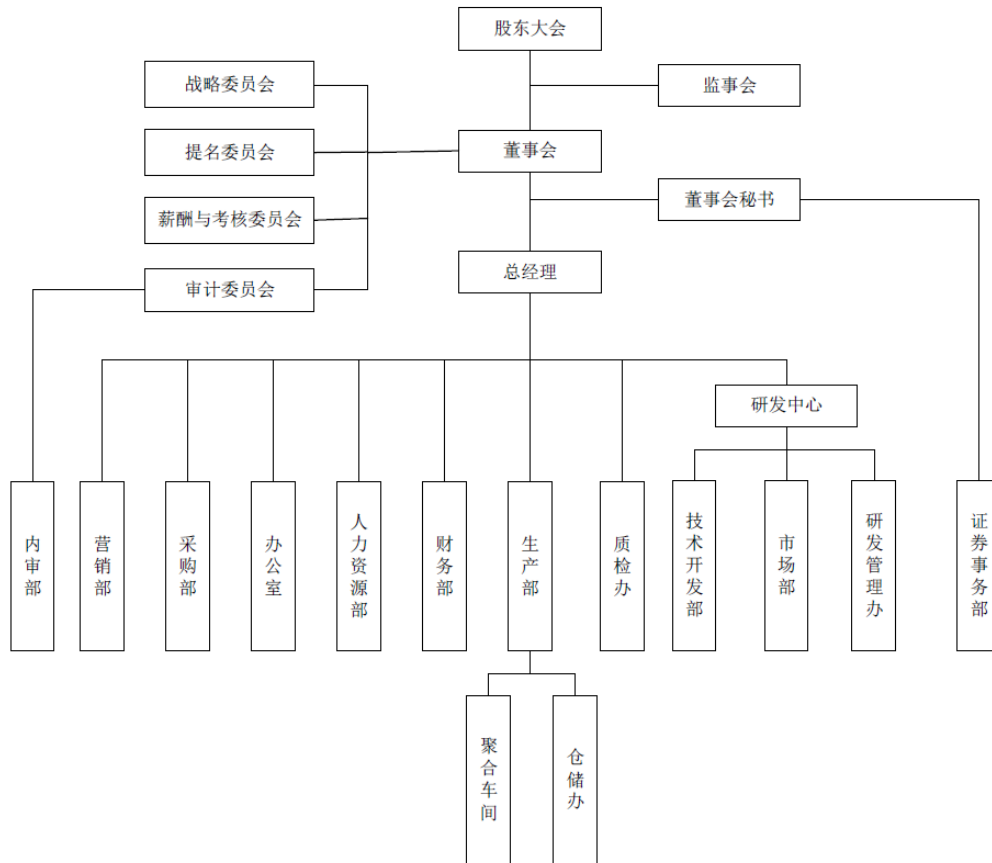 股东大会
战略委员会
监事会
提名委员会
董事会
薪酬与考核委员会
董事会秘书
审计委员会
总经理
研发中心
内审部
营销部
采购部
办公室
人力资源部
财务部
生产部
质检办
技术开发部
市场部
研发管理办
证券事务部
聚合车间
仓储办